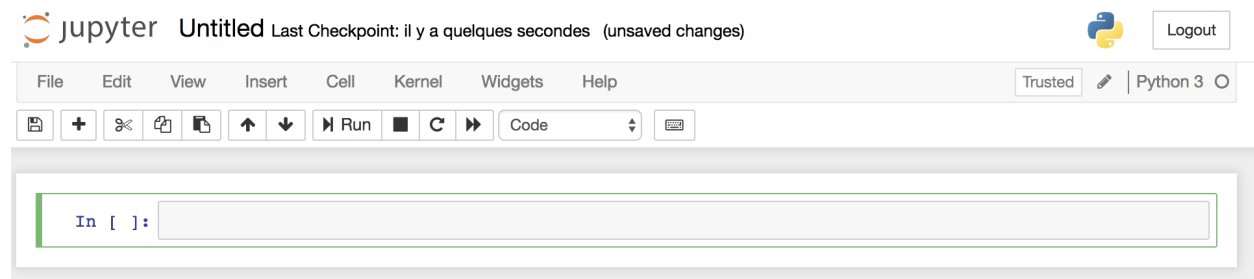 jupyter Untitled Last Checkpoint: il y a quelques secondes (unsaved changes) Logout
File Edit View Insert Cell Kernel Widgets Help Trusted Python 3
Run Code
In [ ]: